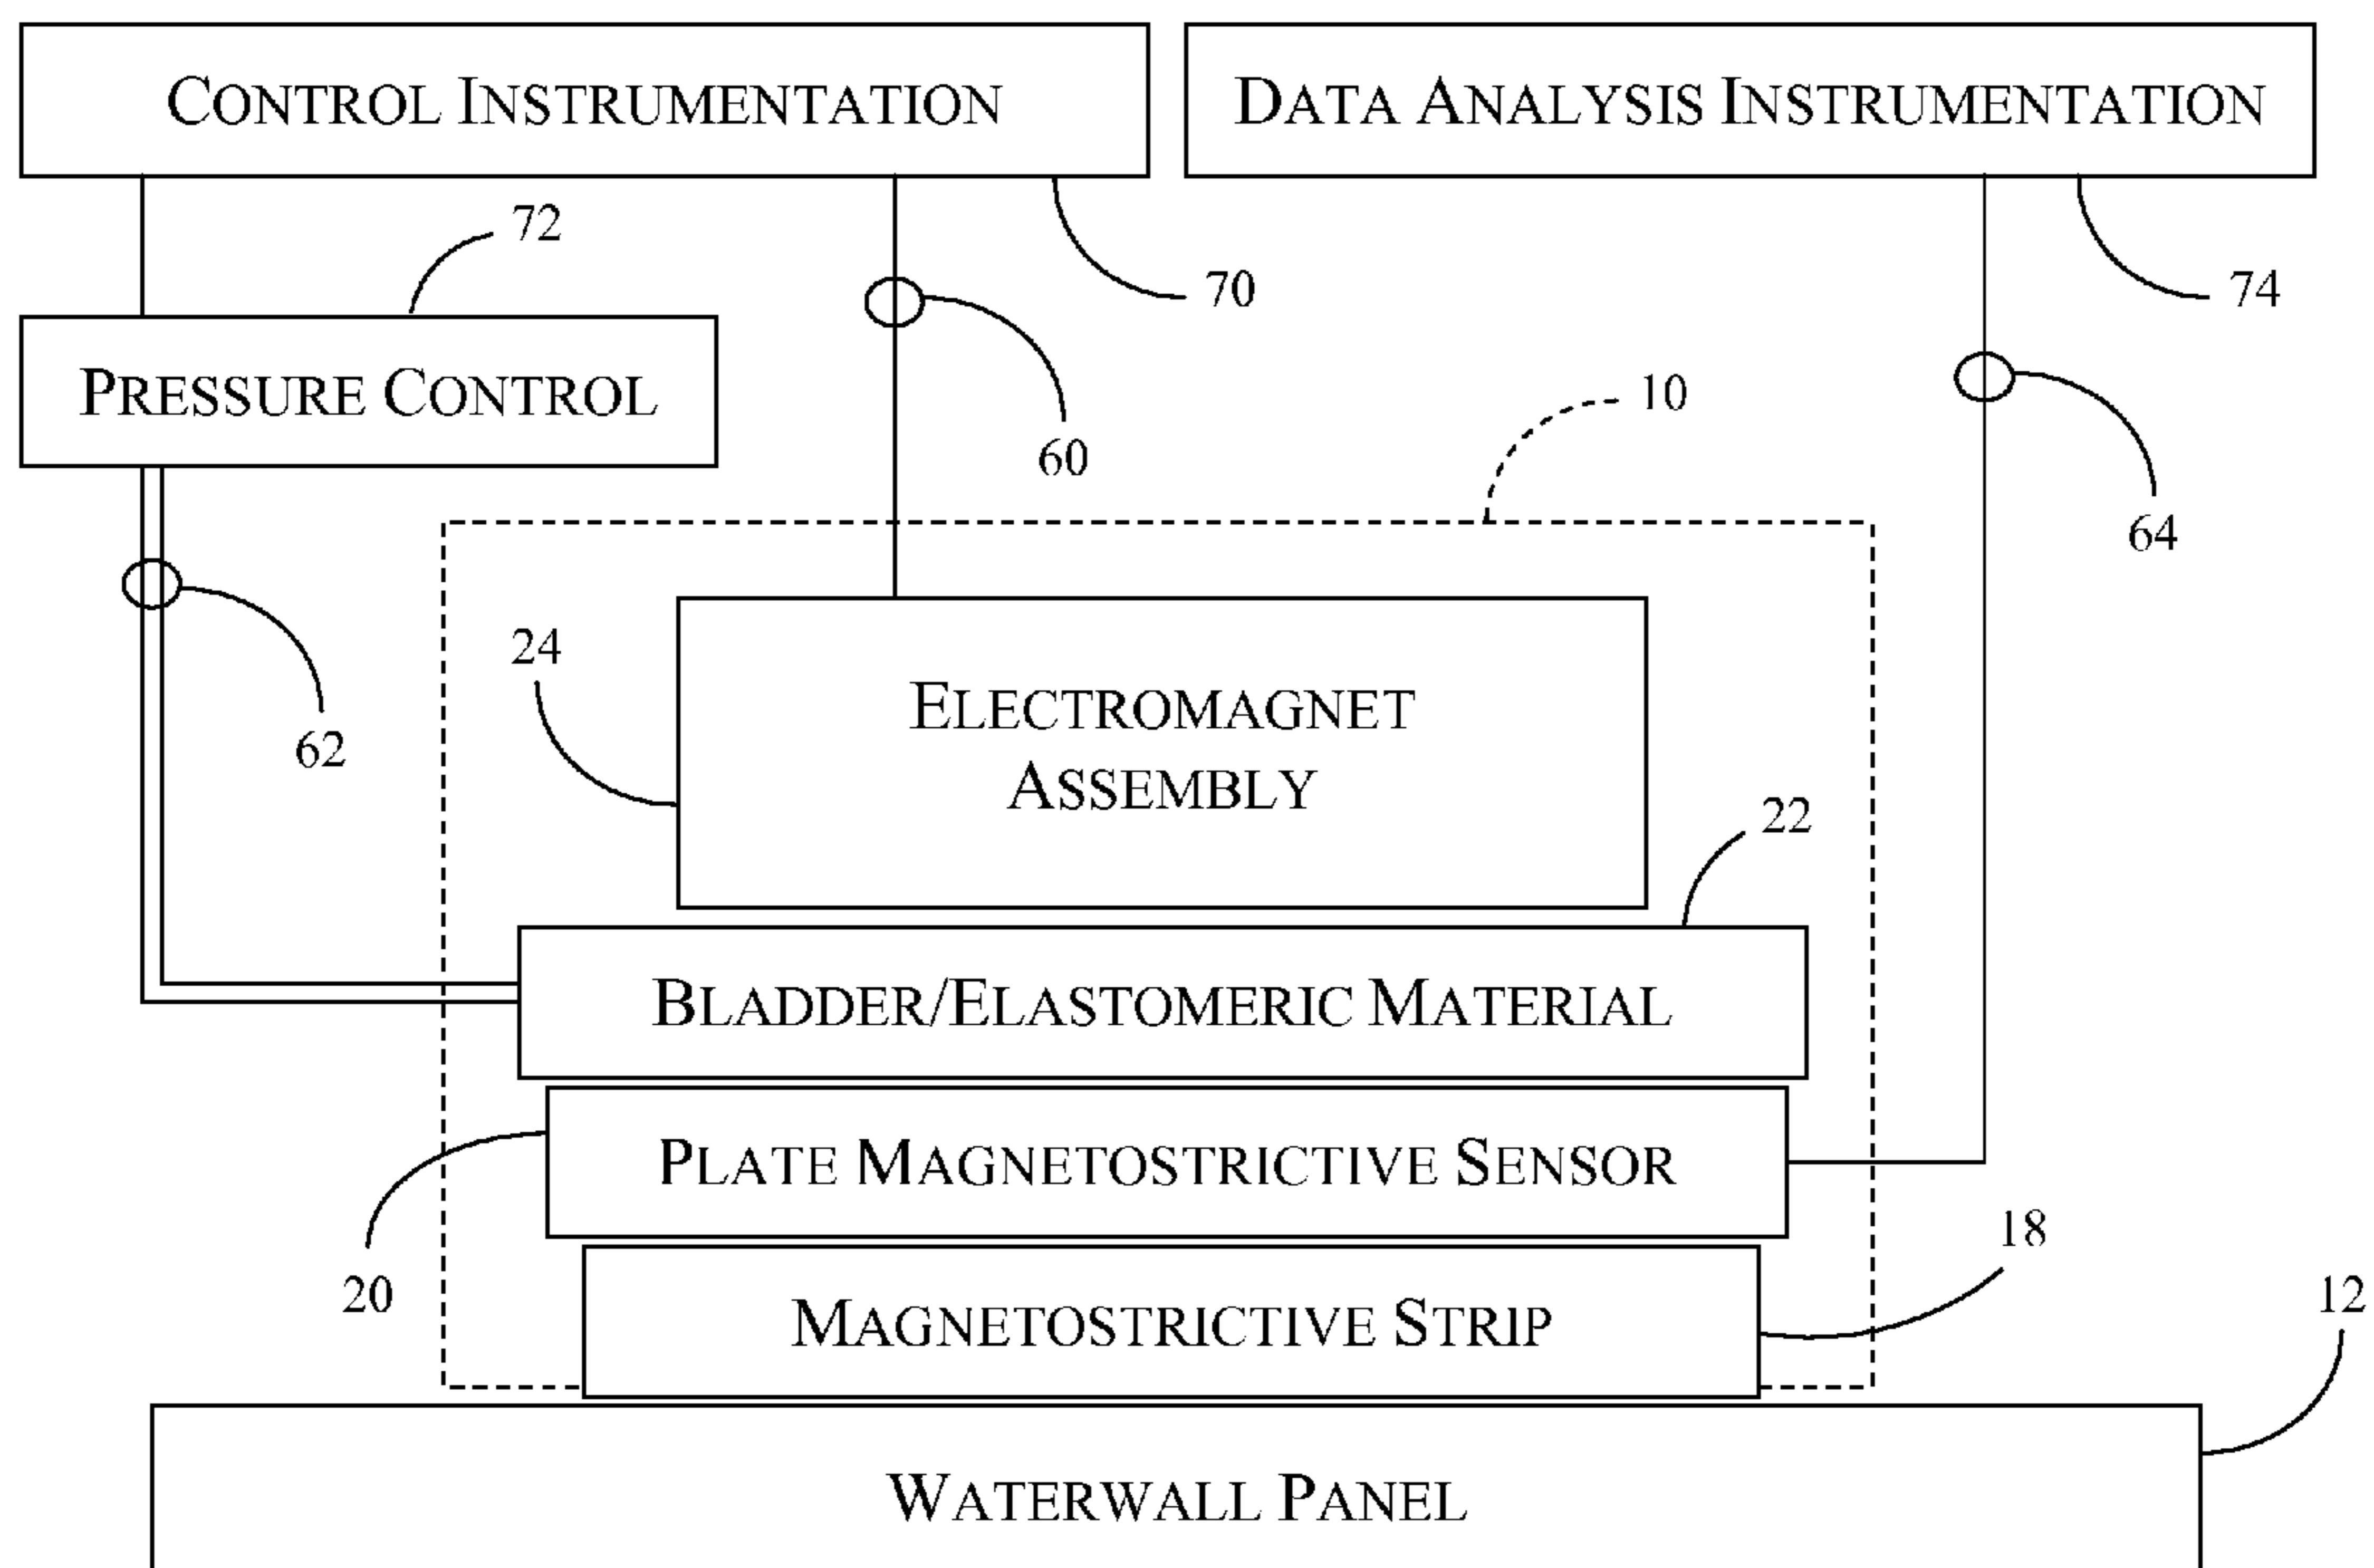 CONTROL INSTRUMENTATION
DATA ANALYSIS INSTRUMENTATION
72
70
74
PRESSURE CONTROL
10
60
64
24
ELECTROMAGNET
ASSEMBLY
62
22
BLADDER/ELASTOMERIC MATERIAL
PLATE MAGNETOSTRICTIVE SENSOR
18
20
12
MAGNETOSTRICTIVE STRIP
WATERWALL PANEL